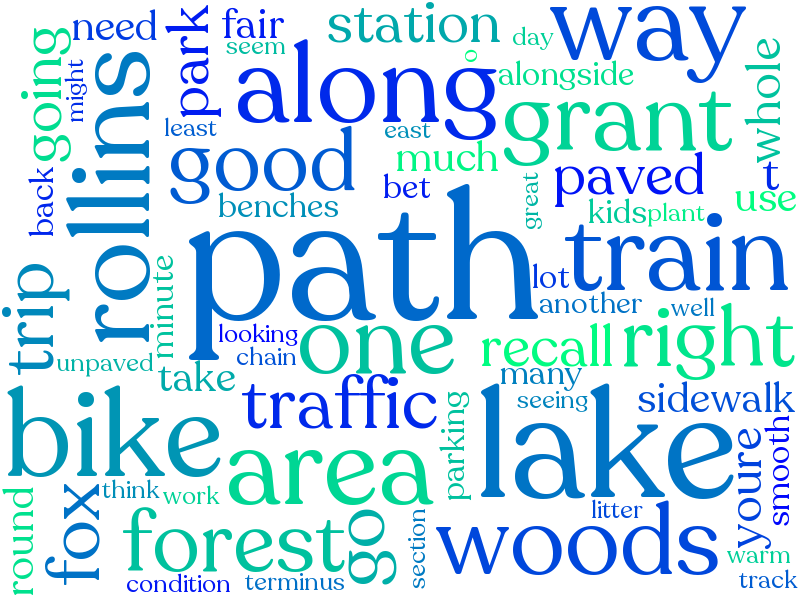 need
fair
station
way
seem
day
o
going
might
rollins
park
along
alongside
grant
whole
least
east
good
much
bet
paved
t
back
benches
great
kids
plant
use
path
train
lot
another
well
trip
minute
looking
chain
one
recall
right
unpaved
take
many
seeing
sidewalk
bike
traffic
parking
lake
youre
smooth
area
think
work
round
fox
forest
go
section
litter
woods
warm
condition
terminus
track